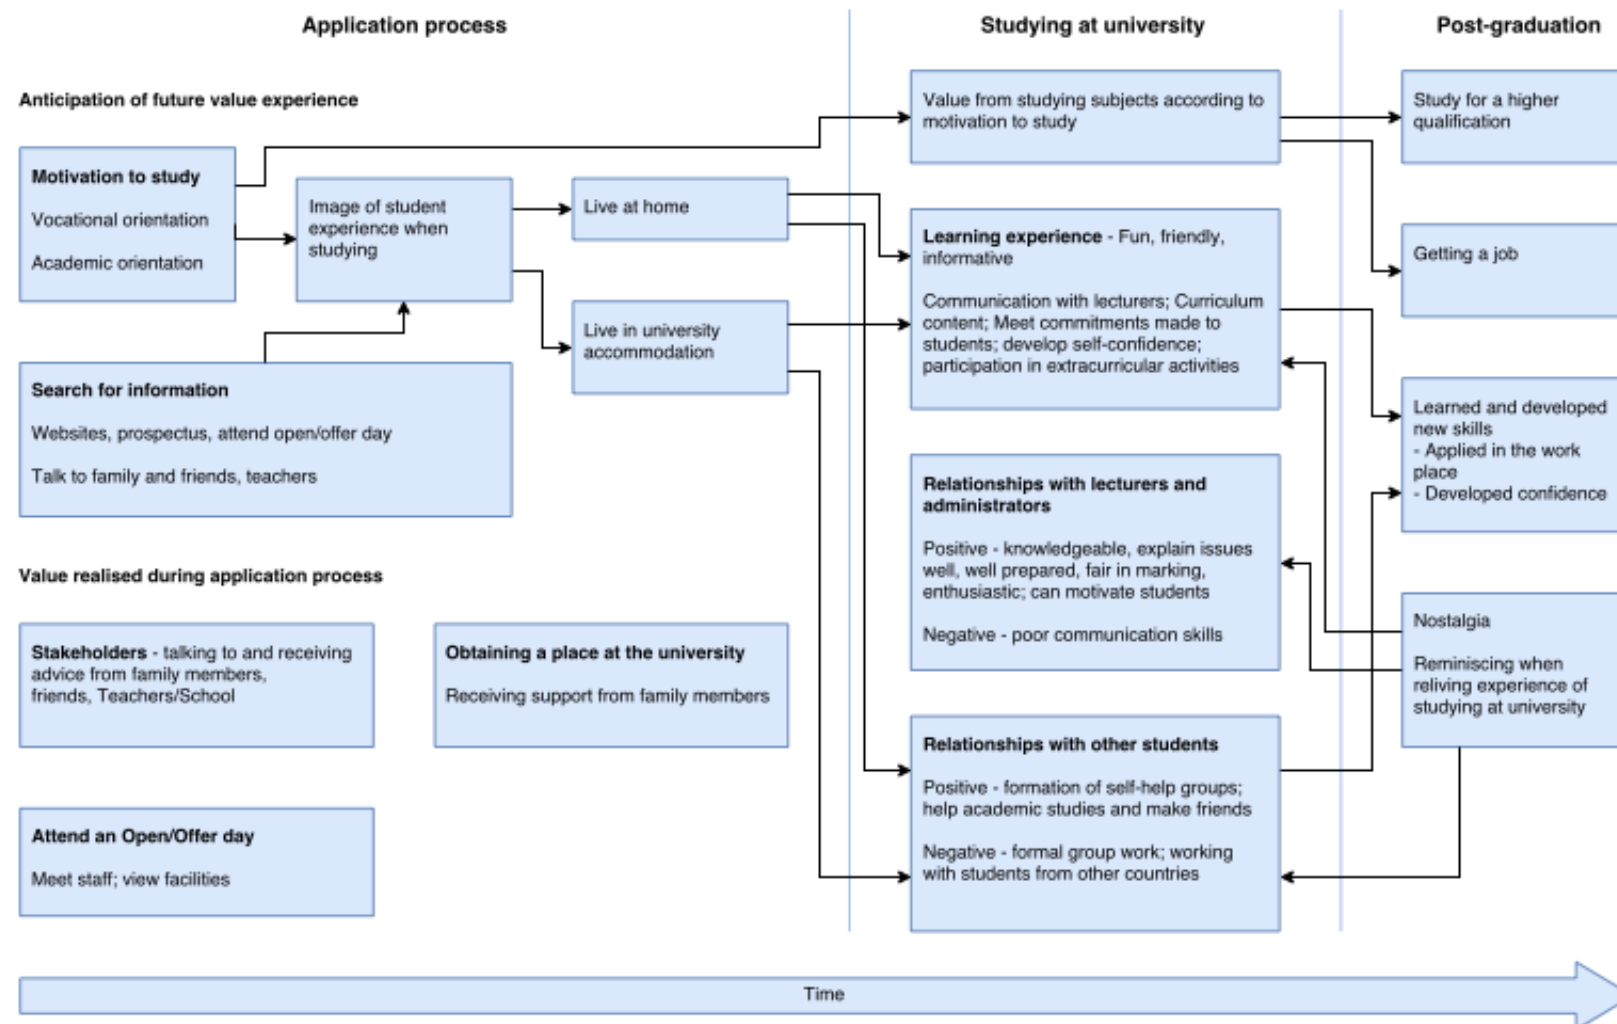 Application process
Studying at university
Post-graduation
Anticipation of future value experience
Motivation to study
Vocational orientation
Academic orientation
Image of student
experience when
studying
Live at home
Live in university
accommodation
Search for information
Websites, prospectus, attend open/offer day
Talk to family and friends, teachers
Value realised during application process
Stakeholders - talking to and receiving
advice from family members,
friends, Teachers/School
Obtaining a place at the university
Receiving support from family members
Attend an Open/Offer day
Meet staff; view facilities
Value from studying subjects according to
motivation to study
Learning experience - Fun, friendly,
informative
Communication with lecturers; Curriculum
content; Meet commitments made to
students; develop self-confidence;
participation in extracurricular activities
Relationships with lecturers and
administrators
Positive - knowledgeable, explain issues
well, well prepared, fair in marking,
enthusiastic; can motivate students
Negative - poor communication skills
Relationships with other students
Positive - formation of self-help groups;
help academic studies and make friends
Negative - formal group work; working
with students from other countries
Study for a higher
qualification
Getting a job
Learned and developed
new skills
- Applied in the work
place
- Developed confidence
Nostalgia
Reminiscing when
reliving experience of
studying at university
Time